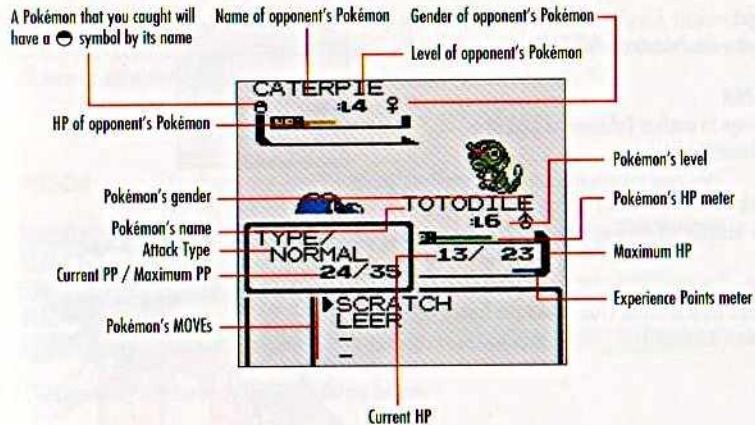 A Pokémon that you caught will
have a symbol by its name
Name of opponent's Pokémon
Gender of opponent's Pokémon
Level of opponent's Pokémon
CATERPIE
:L4 ♀
HP of opponent's Pokémon
HP:
Pokémon's level
Pokémon's gender
TOTODILE
Pokémon's HP meter
:L6 ♂
Pokémon's name
TYPE/
Attack Type
NORMAL
13/ 23
Maximum HP
Current PP / Maximum PP
24/35
Experience Points meter
▶SCRATCH
LEER
Pokémon's MOVEs
-
-
Current HP